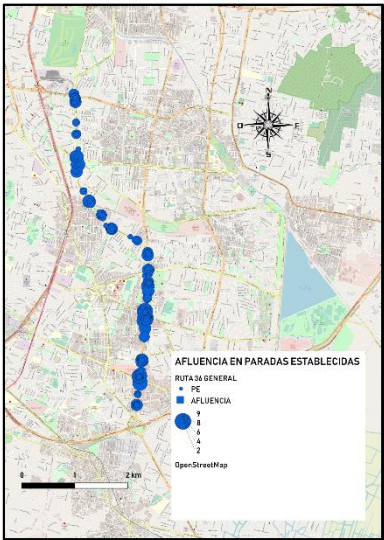 N
O E
S
AFLUENCIA EN PARADAS ESTABLECIDAS
RUTA 36 GENERAL
PE
AFLUENCIA
9
8
6
4
2
OpenStreetMap
0 1 2 km